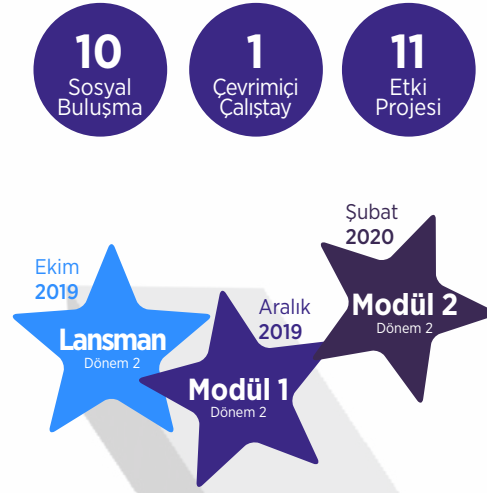 10
Sosyal
Buluşma
1
Çevrimiçi
Çalıştay
11
Etki
Projesi
Şubat
2020
Ekim
2019
Aralık
2019
Modül 2
Dönem 2
Lansman
Dönem 2
Modül 1
Dönem 2